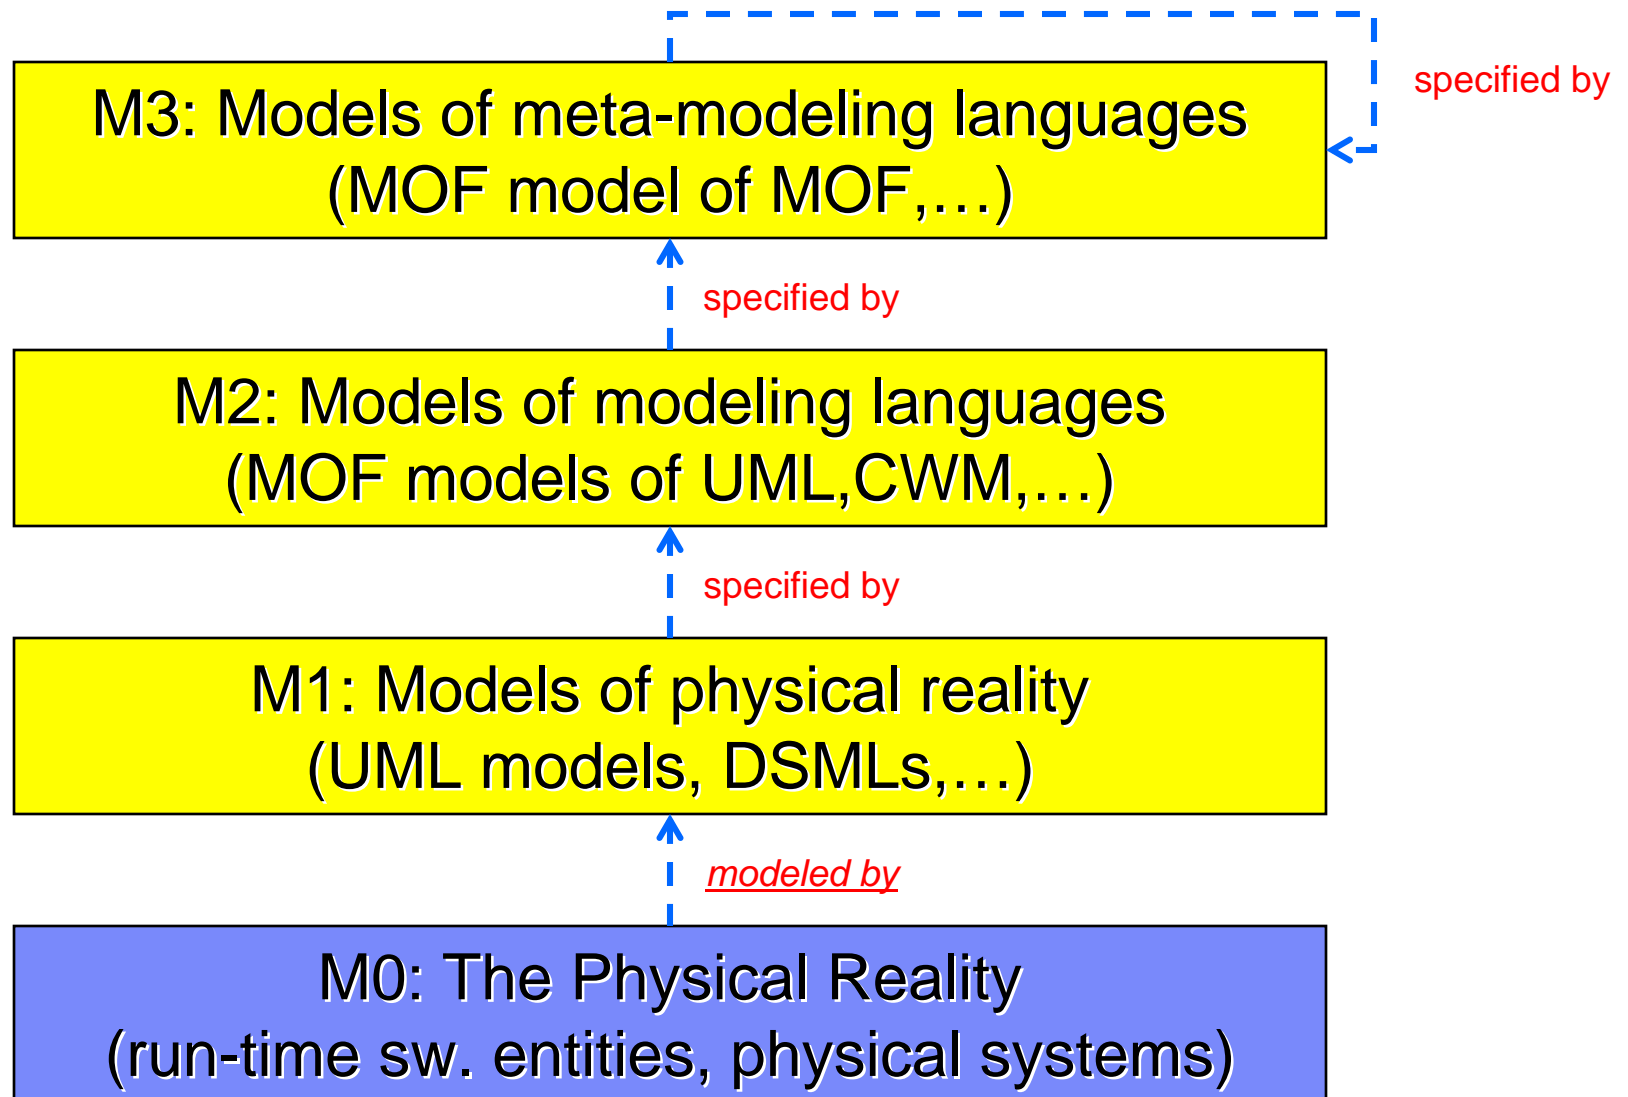 specified by
M3: Models of meta-modeling languages
(MOF model of MOF,…)
specified by
M2: Models of modeling languages
(MOF models of UML,CWM,…)
specified by
M1: Models of physical reality
(UML models, DSMLs,…)
modeled by
M0: The Physical Reality
(run-time sw. entities, physical systems)